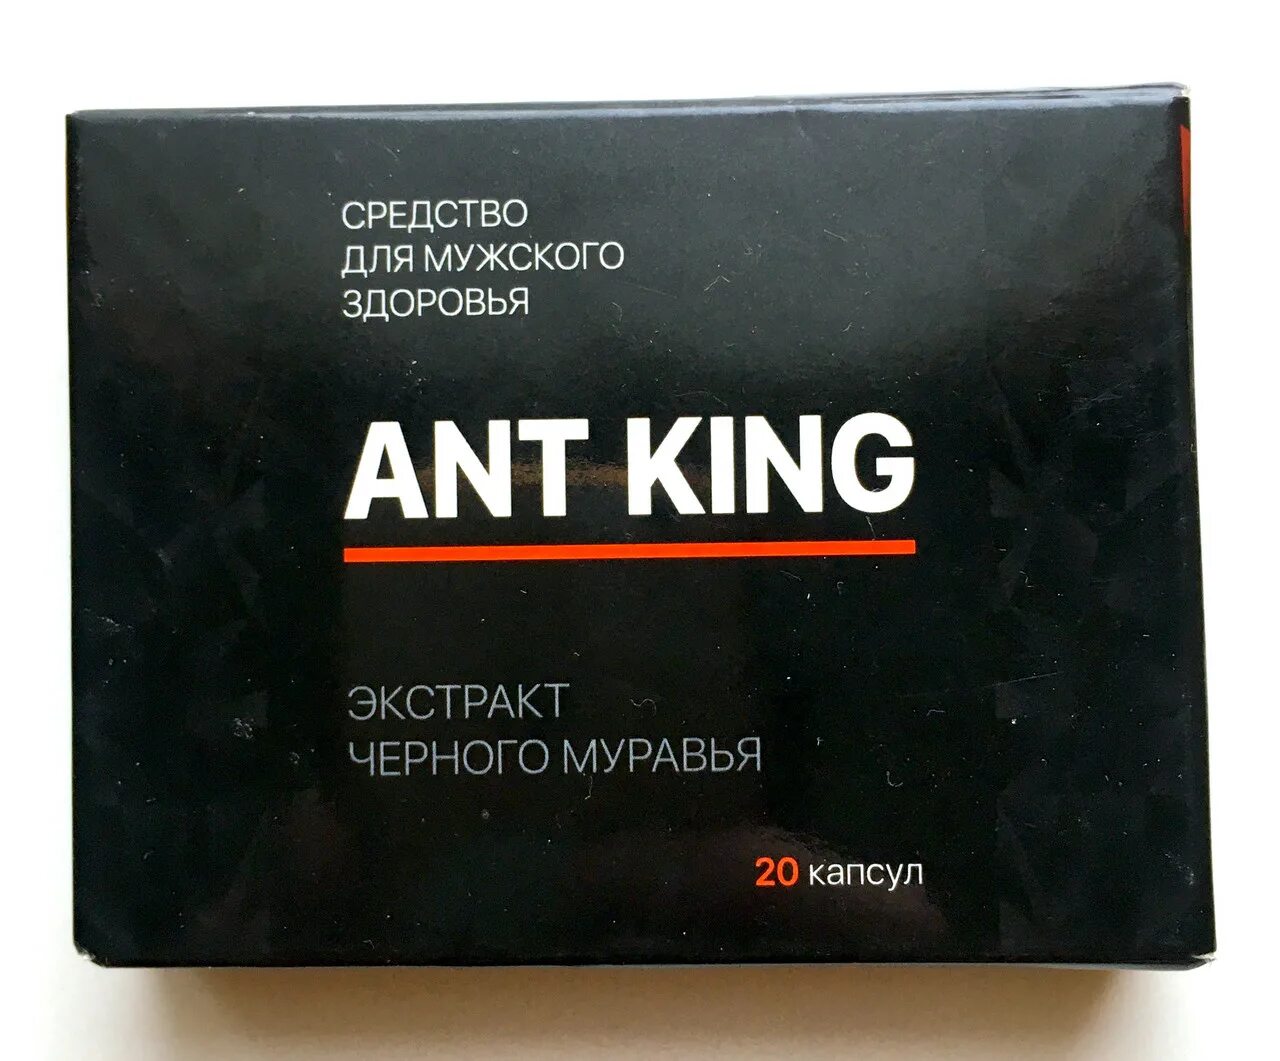 СРЕДСТВО
ДЛЯ МУЖСКОГО
ЗДОРОВЬЯ
ANT KING
ЭКСТРАКТ
ЧЕРНОГО МУРАВЬЯ
20 капсул